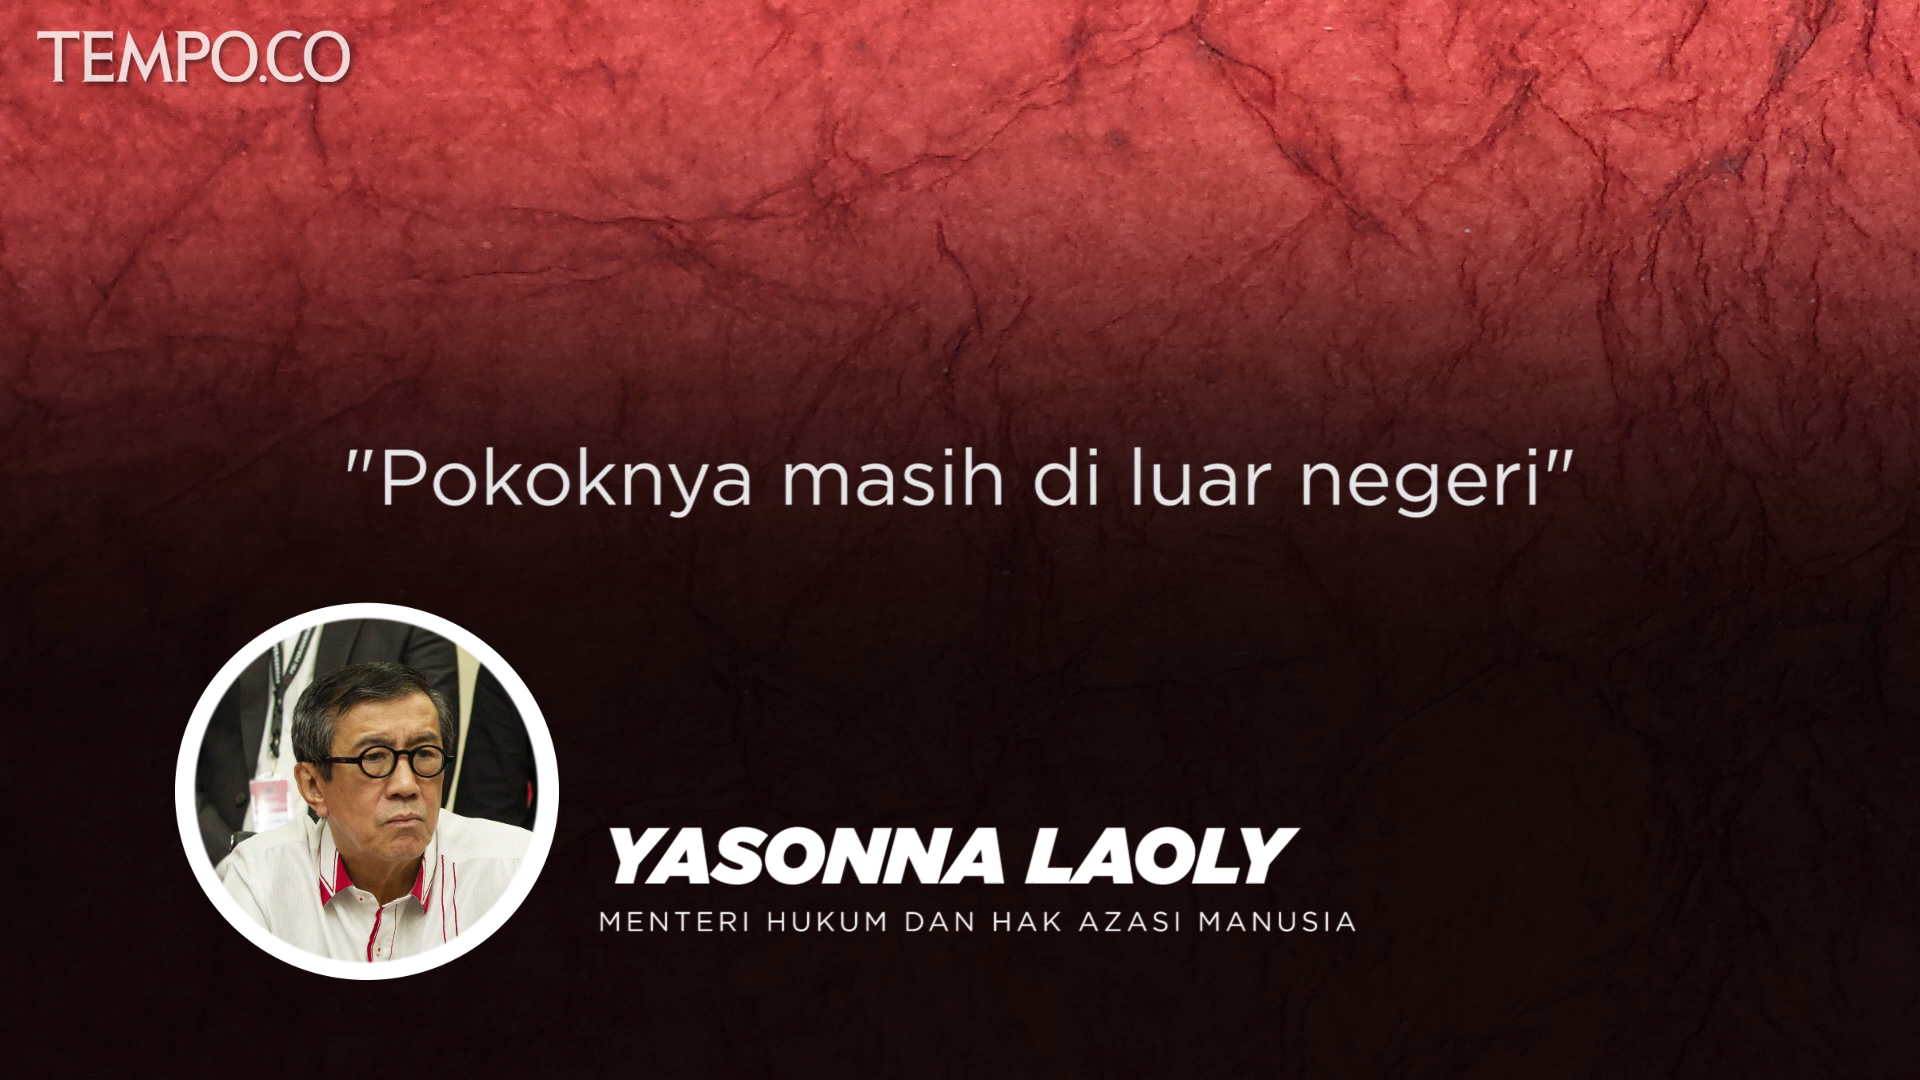 TEMPO.CO
"Pokoknya masih di luar negeri"
YASONNA LAOLY
MENTERI HUKUM DAN HAK AZASI MANUSIA